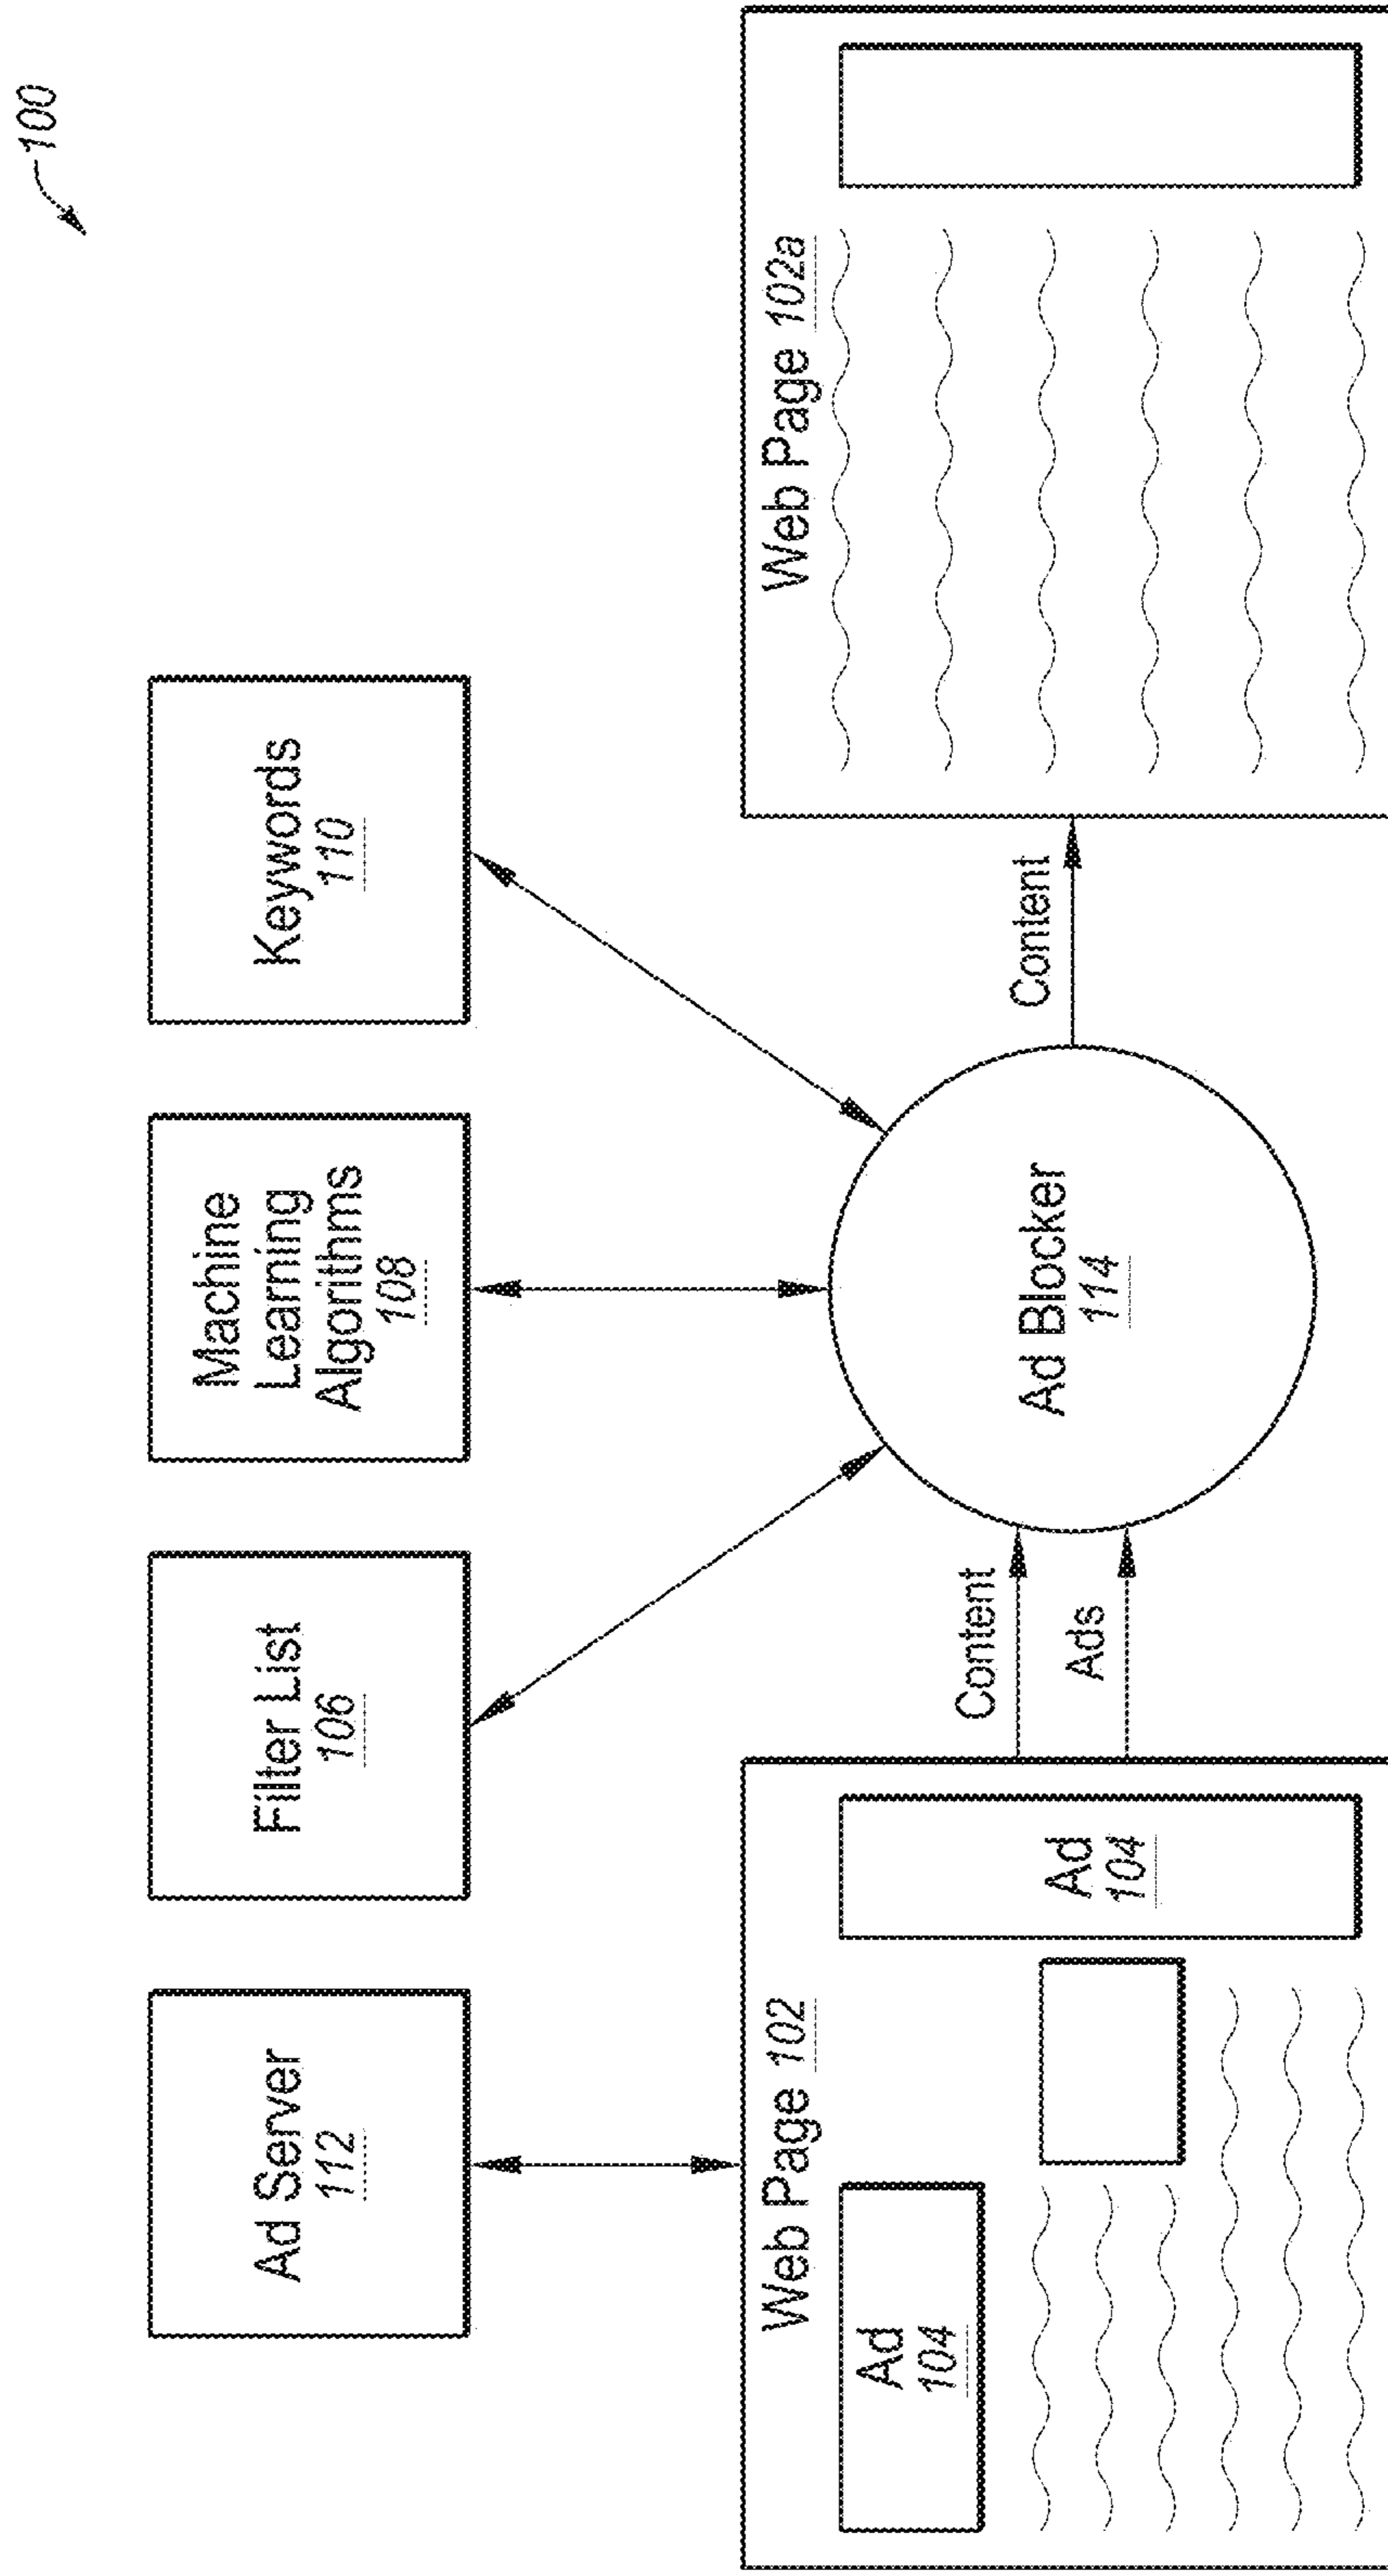 100
Ad Server
112
Filter List
106
Machine
Learning
Algorithms
108
Keywords
110
Web Page 102
Ad
104
Ad
104
Content
Ads
Ad Blocker
114
Content
Web Page 102a